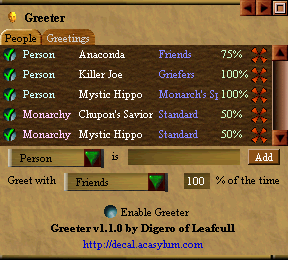 Greeter
People Greetings
Person Anaconda Friends 75%
Person Killer Joe Griefers 100%
Person Mystic Hippo Monarch's Sp 100%
Monarchy Chupon's Savior Standard 50%
Monarchy Mystic Hippo Standard 50%
Person is Add
Greet with Friends 100 % of the time
Enable Greeter
Greeter v1.1.0 by Digero of Leafcull
http://decal.acasylum.com